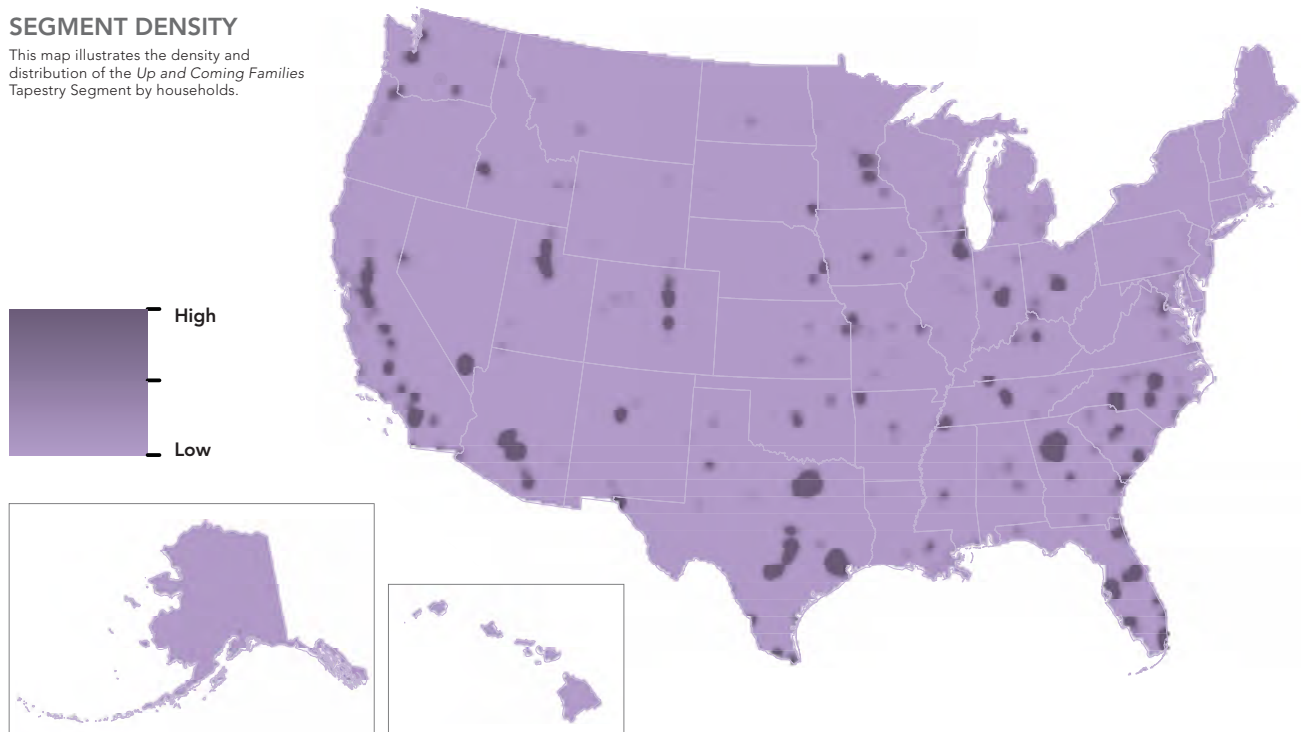 SEGMENT DENSITY
This map illustrates the density and
distribution of the Up and Coming Families
Tapestry Segment by households.
High
Low